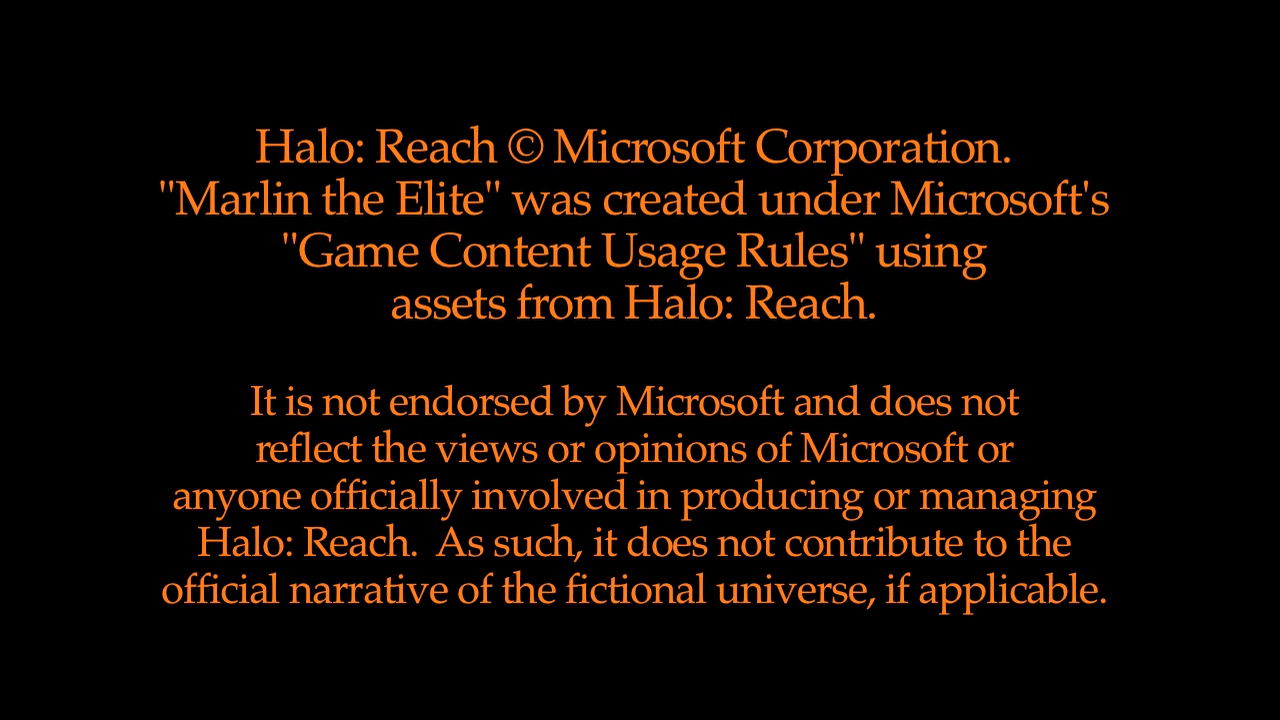 Halo: Reach © Microsoft Corporation.
"Marlin the Elite" was created under Microsoft's
"Game Content Usage Rules" using
assets from Halo: Reach.
It is not endorsed by Microsoft and does not
reflect the views or opinions of Microsoft or
anyone officially involved in producing or managing
Halo: Reach.  As such, it does not contribute to the
official narrative of the fictional universe, if applicable.